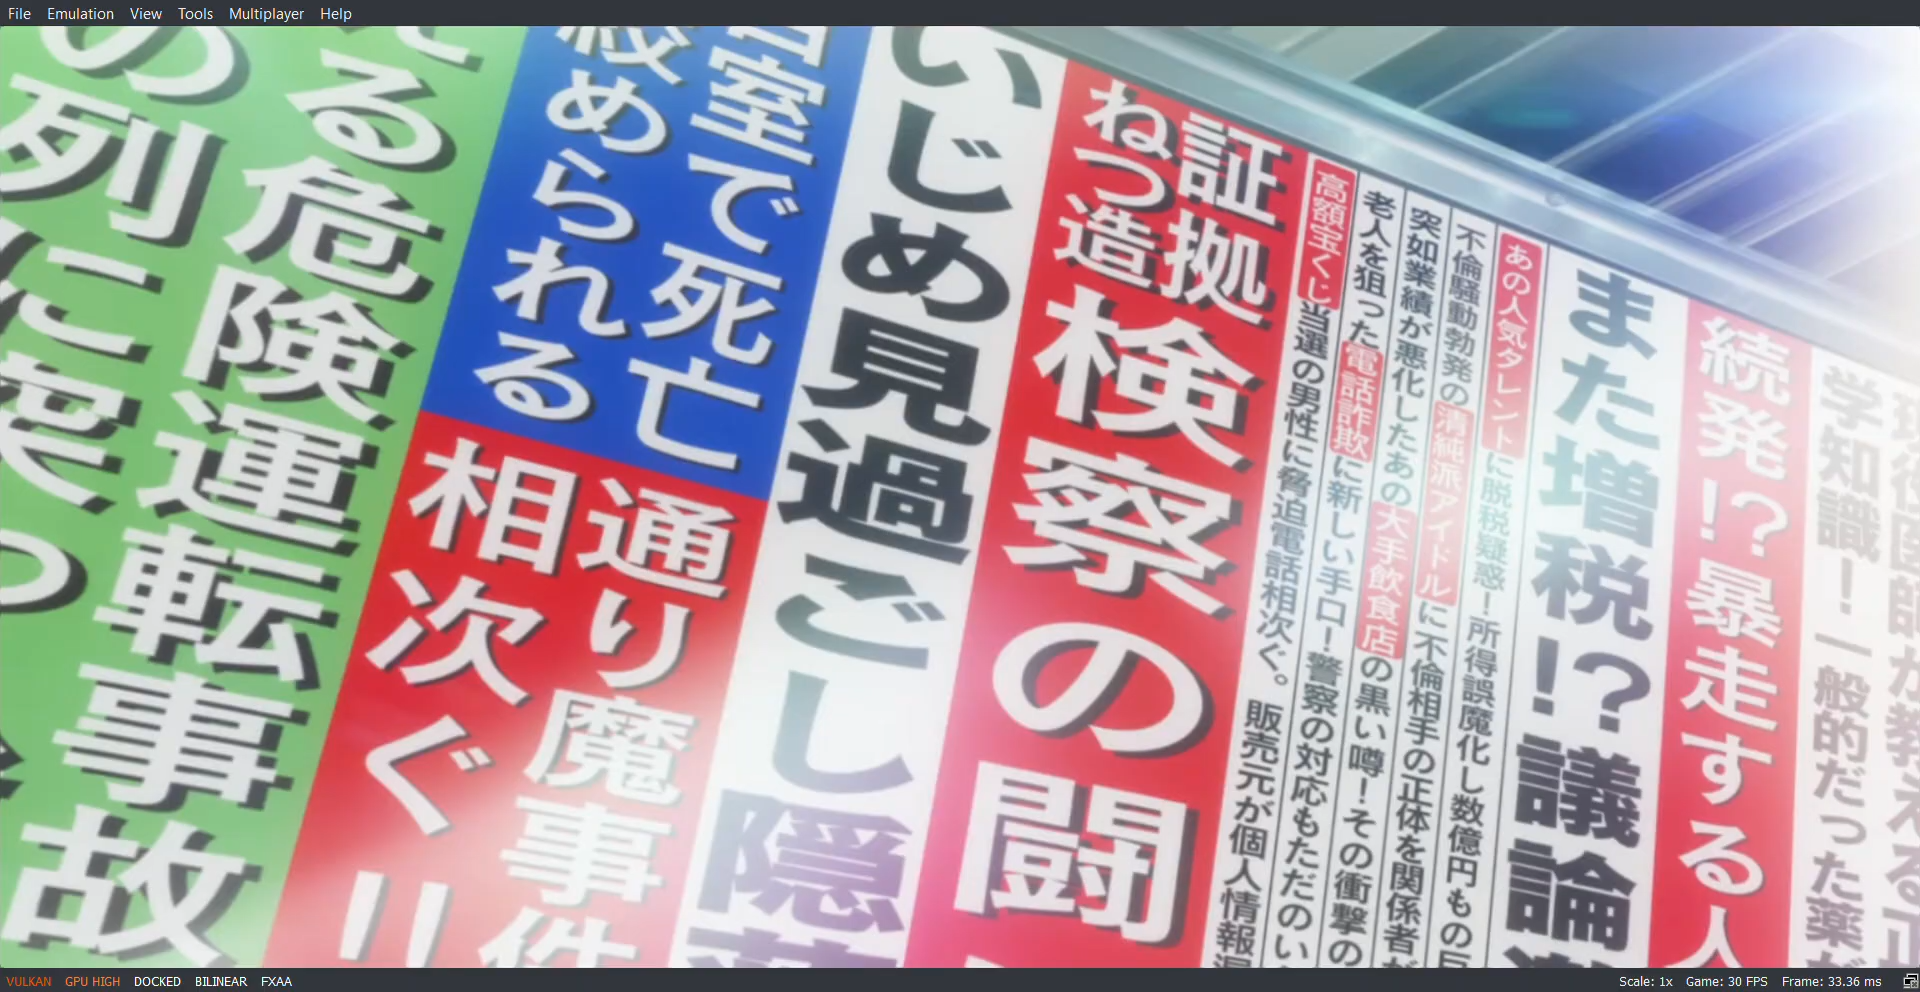 File Emulation View Tools Multiplayer Help
学知識！一般的だった薬
続発!?暴走する人
また増税!?議論
あの人気タレントに脱税疑惑！所得誤魔化し数億円もの巨
不倫騒動勃発の清純派アイドルに不倫相手の正体を関係者が
突如業績が悪化したあの大手飲食店の黒い噂！その衝撃の
老人を狙った電話詐欺に新しい手口！警察の対応もただのい
高額宝くじ当選の男性に脅迫電話相次ぐ。販売元が個人情報漏
証拠
ねつ造
検察の闘
いじめ見過ごし隠蔽
室で死亡
絞められる
通り魔事件
相次ぐ!!
る危険運転事故
の列に突っ
VULKAN GPU HIGH DOCKED BILINEAR FXAA Scale: 1x Game: 30 FPS Frame: 33.36 ms